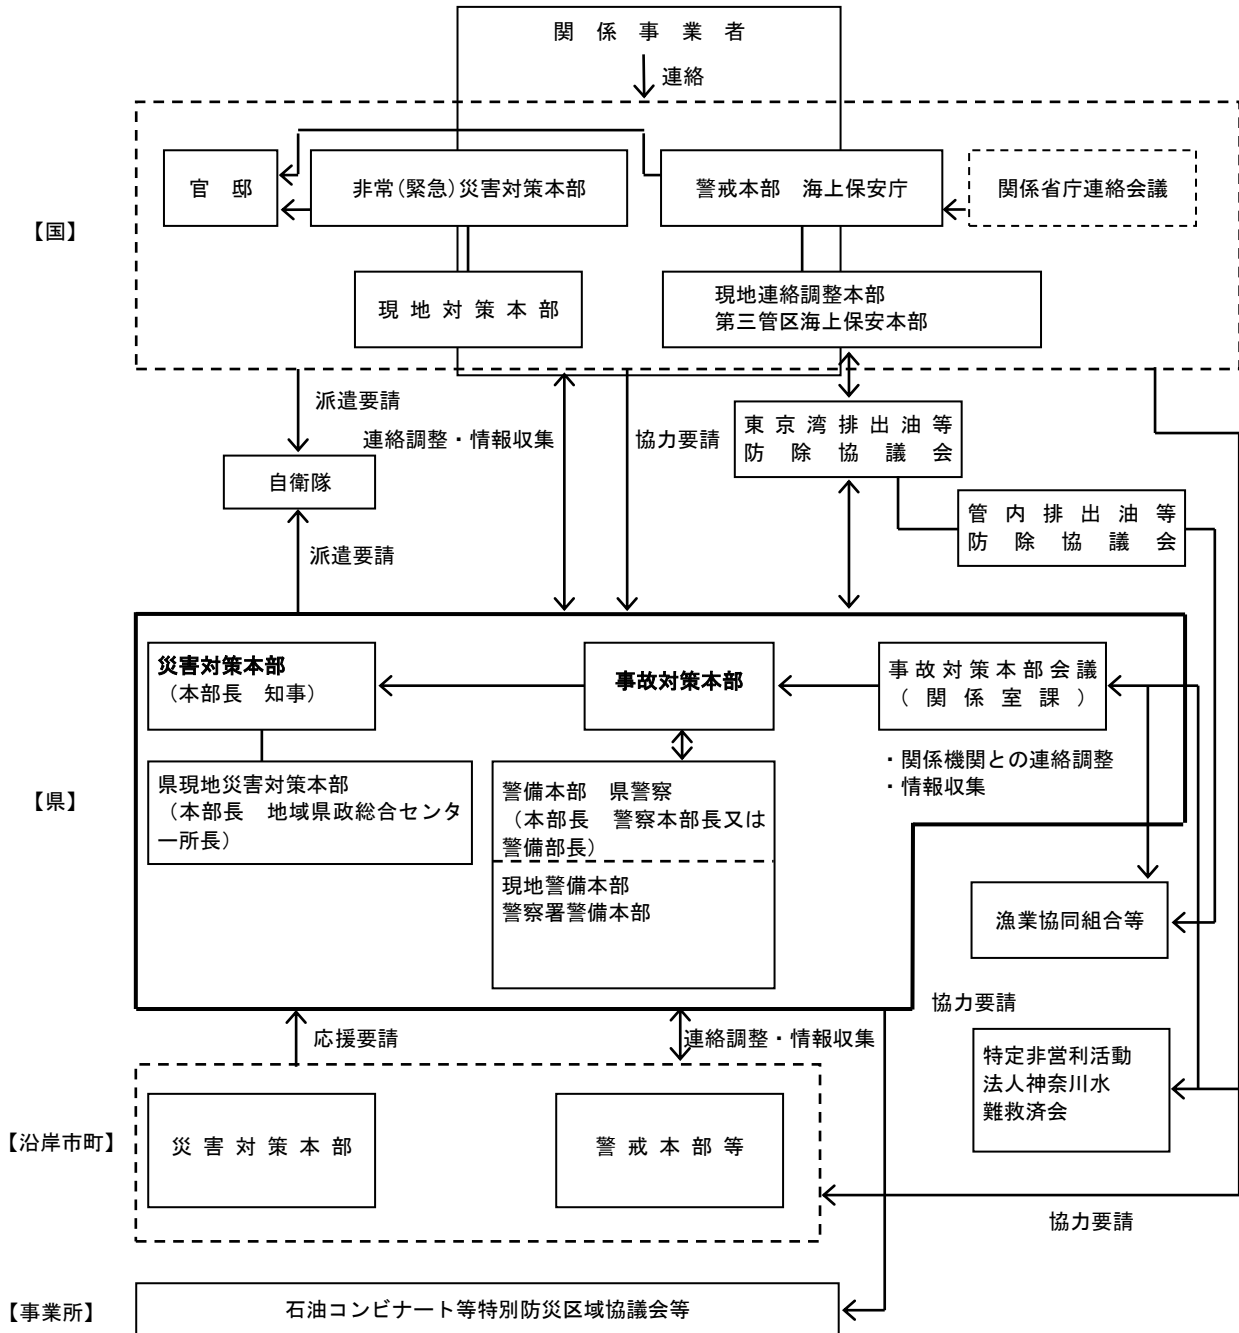 関係事業者
連絡
官邸
非常(緊急)災害対策本部
警戒本部　海上保安庁
関係省庁連絡会議
【国】
現地対策本部
現地連絡調整本部
第三管区海上保安本部
派遣要請
連絡調整・情報収集
協力要請
東京湾排出油等
防除協議会
自衛隊
管内排出油等
防除協議会
派遣要請
災害対策本部
（本部長　知事）
事故対策本部
事故対策本部会議
（関係室課）
・関係機関との連絡調整
・情報収集
【県】
県現地災害対策本部
（本部長　地域県政総合センタ
ー所長）
警備本部　県警察
（本部長　警察本部長又は
警備部長）
現地警備本部
警察署警備本部
漁業協同組合等
協力要請
応援要請
連絡調整・情報収集
特定非営利活動
法人神奈川水
難救済会
【沿岸市町】
災害対策本部
警戒本部等
協力要請
【事業所】
石油コンビナート等特別防災区域協議会等